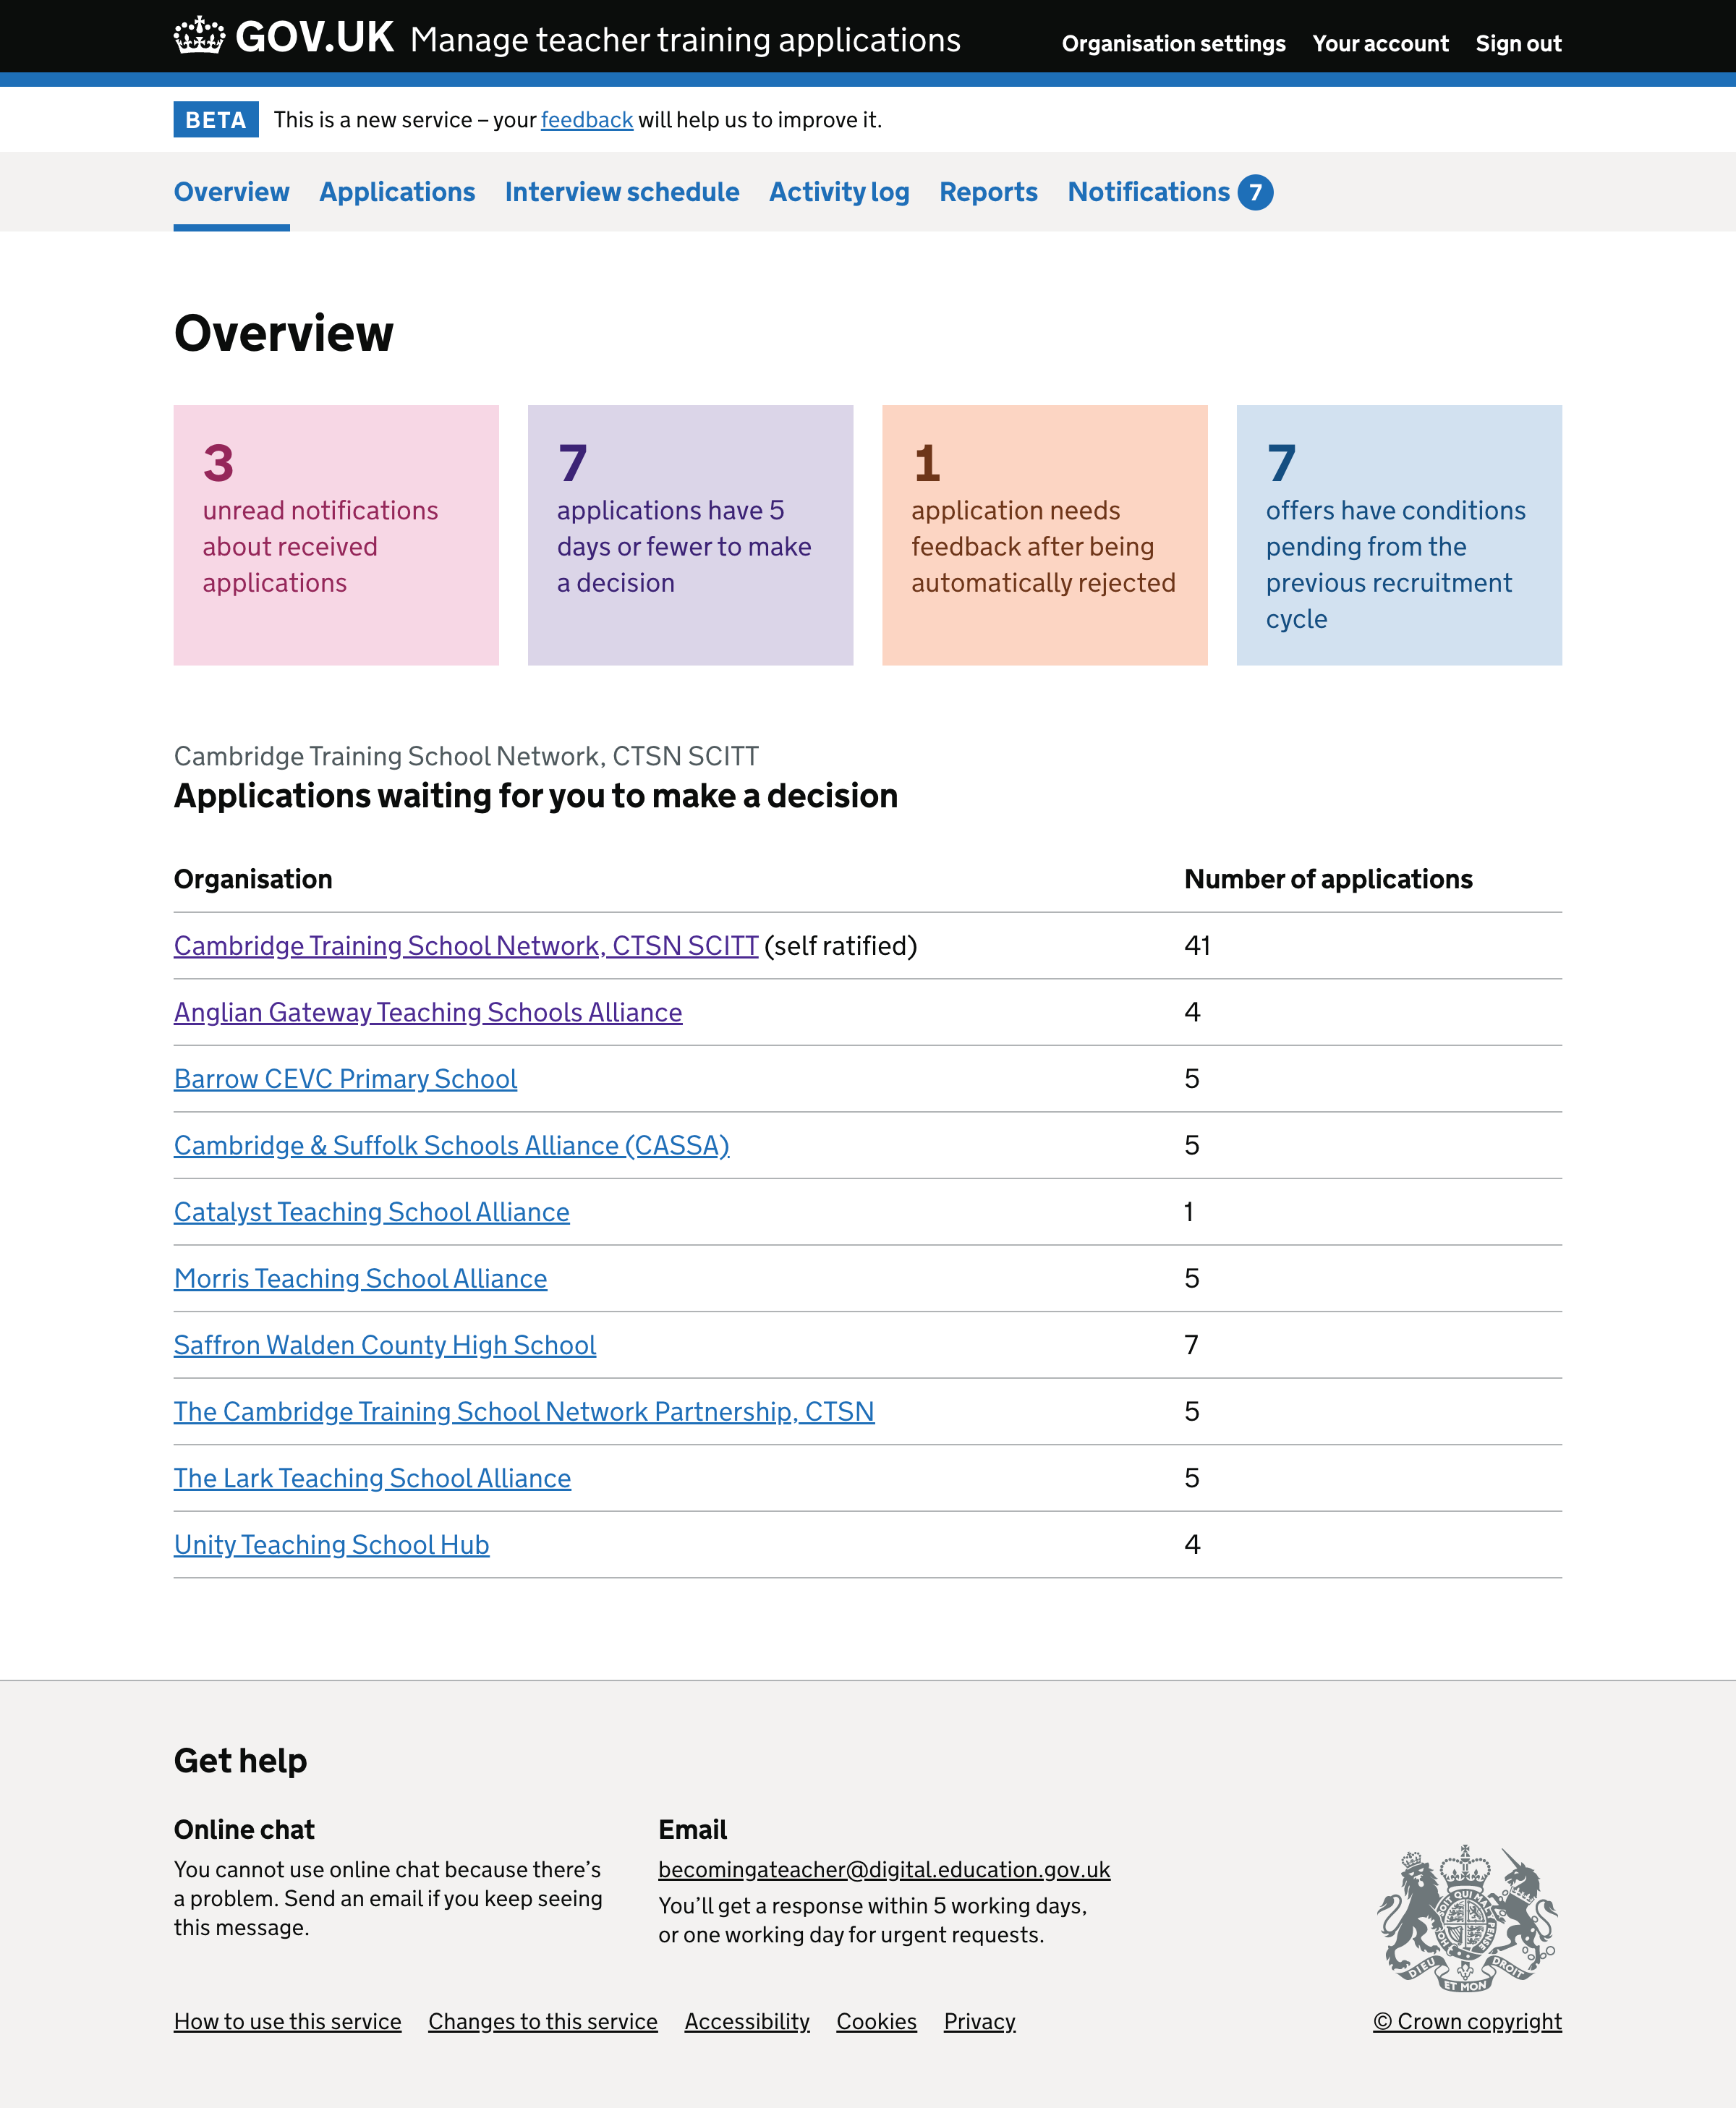 GOV.UK Manage teacher training applications Organisation settings Your account Sign out
BETA This is a new service – your feedback will help us to improve it.
Overview Applications Interview schedule Activity log Reports Notifications 7
Overview
3
unread notifications
about received
applications
7
applications have 5
days or fewer to make
a decision
1
application needs
feedback after being
automatically rejected
7
offers have conditions
pending from the
previous recruitment
cycle
Cambridge Training School Network, CTSN SCITT
Applications waiting for you to make a decision
Organisation Number of applications
Cambridge Training School Network, CTSN SCITT (self ratified) 41
Anglian Gateway Teaching Schools Alliance 4
Barrow CEVC Primary School 5
Cambridge & Suffolk Schools Alliance (CASSA) 5
Catalyst Teaching School Alliance 1
Morris Teaching School Alliance 5
Saffron Walden County High School 7
The Cambridge Training School Network Partnership, CTSN 5
The Lark Teaching School Alliance 5
Unity Teaching School Hub 4
Get help
Online chat
You cannot use online chat because there’s
a problem. Send an email if you keep seeing
this message.
Email
becomingateacher@digital.education.gov.uk
You’ll get a response within 5 working days,
or one working day for urgent requests.
DIEU ET MON DROIT
How to use this service Changes to this service Accessibility Cookies Privacy
© Crown copyright